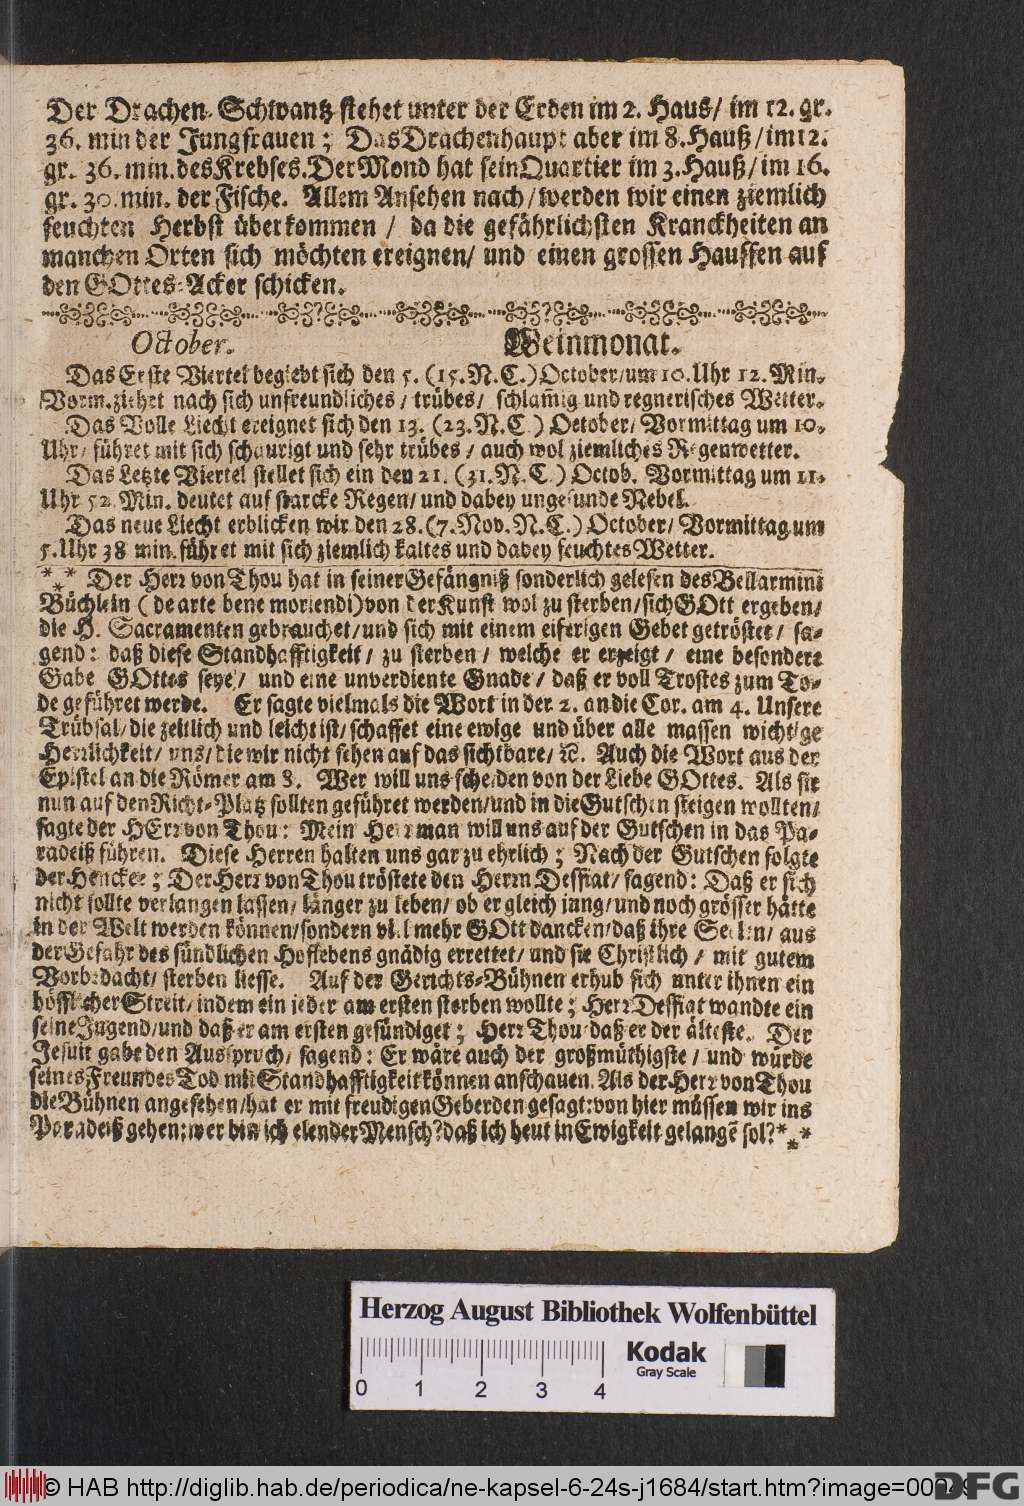 Der Drachen-Schwantz stehet unter der Erden im 2. Haus/ im 12. gr.
36. min der Jungfrauen; Das Drachenhaupt aber im 8. Hauß/ im 12.
gr. 36. min. des Krebses. Der Mond hat sein Quartier im 3. Hauß/ im 16.
gr. 30. min. der Fische. Allem Ansehen nach/ werden wir einen ziemlich
feuchten Herbst überkommen/ da die gefährlichsten Kranckheiten an
manchen Orten sich möchten ereignen/ und einen grossen Hauffen auf
den GOttes-Acker schicken.
October. Weinmonat.
Das Erste Viertel begiebt sich den 5. (15. N. C.) October/ um 10. Uhr 12. Min.
Vorm. ziehet nach sich unfreundliches/ trübes/ schlam̃ig und regnerisches Wetter.
Das Volle Liecht ereignet sich den 13. (23. N. C.) October/ Vormittag um 10.
Uhr/ führet mit sich schaurigt und sehr trübes/ auch wol ziemliches Regenwetter.
Das Letzte Viertel stellet sich ein den 21. (31. N. C.) Octob. Vormittag um 11.
Uhr 52. Min. deutet auf starcke Regen/ und dabey ungesunde Nebel.
Das neue Liecht erblicken wir den 28. (7. Nov. N. C.) October/ Vormittag um
5. Uhr 38 min. führet mit sich ziemlich kaltes und dabey feuchtes Wetter.
*** Der Herr von Thou hat in seiner Gefängniß sonderlich gelesen des Bellarmini
Büchlein (de arte bene moriendi) von der Kunst wol zu sterben/ sich GOtt ergeben/
die H. Sacramenten gebrauchet/ und sich mit einem eiferigen Gebet getröstet/ sa-
gend: daß diese Standhafftigkeit/ zu sterben/ welche er erzeigt/ eine besondere
Gabe GOttes seye/ und eine unverdiente Gnade/ daß er voll Trostes zum To-
de geführet werde. Er sagte vielmals die Wort in der 2. an die Cor. am 4. Unsere
Trübsal/ die zeitlich und leicht ist/ schaffet eine ewige und über alle massen wichtige
Herrlichkeit/ uns/ die wir nicht sehen auf das sichtbare/ ꝛc. Auch die Wort aus der
Epistel an die Römer am 8. Wer will uns scheiden von der Liebe GOttes. Als sie
nun auf den Richt-Platz sollten geführet werden/ und in die Gutschen steigen wollten/
sagte der HErr von Thou: Mein Herr man will uns auf der Gutschen in das Pa-
radeiß führen. Diese Herren halten uns gar zu ehrlich; Nach der Gutschen folgte
der Hencker; Der Herr von Thou tröstete den Herrn Deffiat/ sagend: Daß er sich
nicht sollte verlangen lassen/ länger zu leben/ ob er gleich jung/ und noch grösser hätte
in der Welt werden können/ sondern vielmehr GOtt dancken/ daß ihre Seelen/ aus
der Gefahr des sündlichen Hoflebens gnädig errettet/ und sie Christlich/ mit gutem
Vorbedacht/ sterben liesse. Auf der Gerichts-Bühnen erhub sich unter ihnen ein
höfflicher Streit/ indem ein jeder am ersten sterben wollte; Herr Deffiat wandte ein
seine Jugend/ und daß er am ersten gesündiget; Herr Thou daß er der älteste. Der
Jesuit gabe den Ausspruch/ sagend: Er wäre auch der großmüthigste/ und würde
seines Freundes Tod mit Standhafftigkeit können anschauen. Als der Herr von Thou
die Bühnen angesehen/ hat er mit freudigen Geberden gesagt: von hier müssen wir ins
Paradeiß gehen: wer bin ich elender Mensch? daß ich heut in Ewigkeit gelangẽ sol? ***
Herzog August Bibliothek Wolfenbüttel
Kodak
Gray Scale
0 1 2 3 4
© HAB http://diglib.hab.de/periodica/ne-kapsel-6-24s-j1684/start.htm?image=00049
DFG